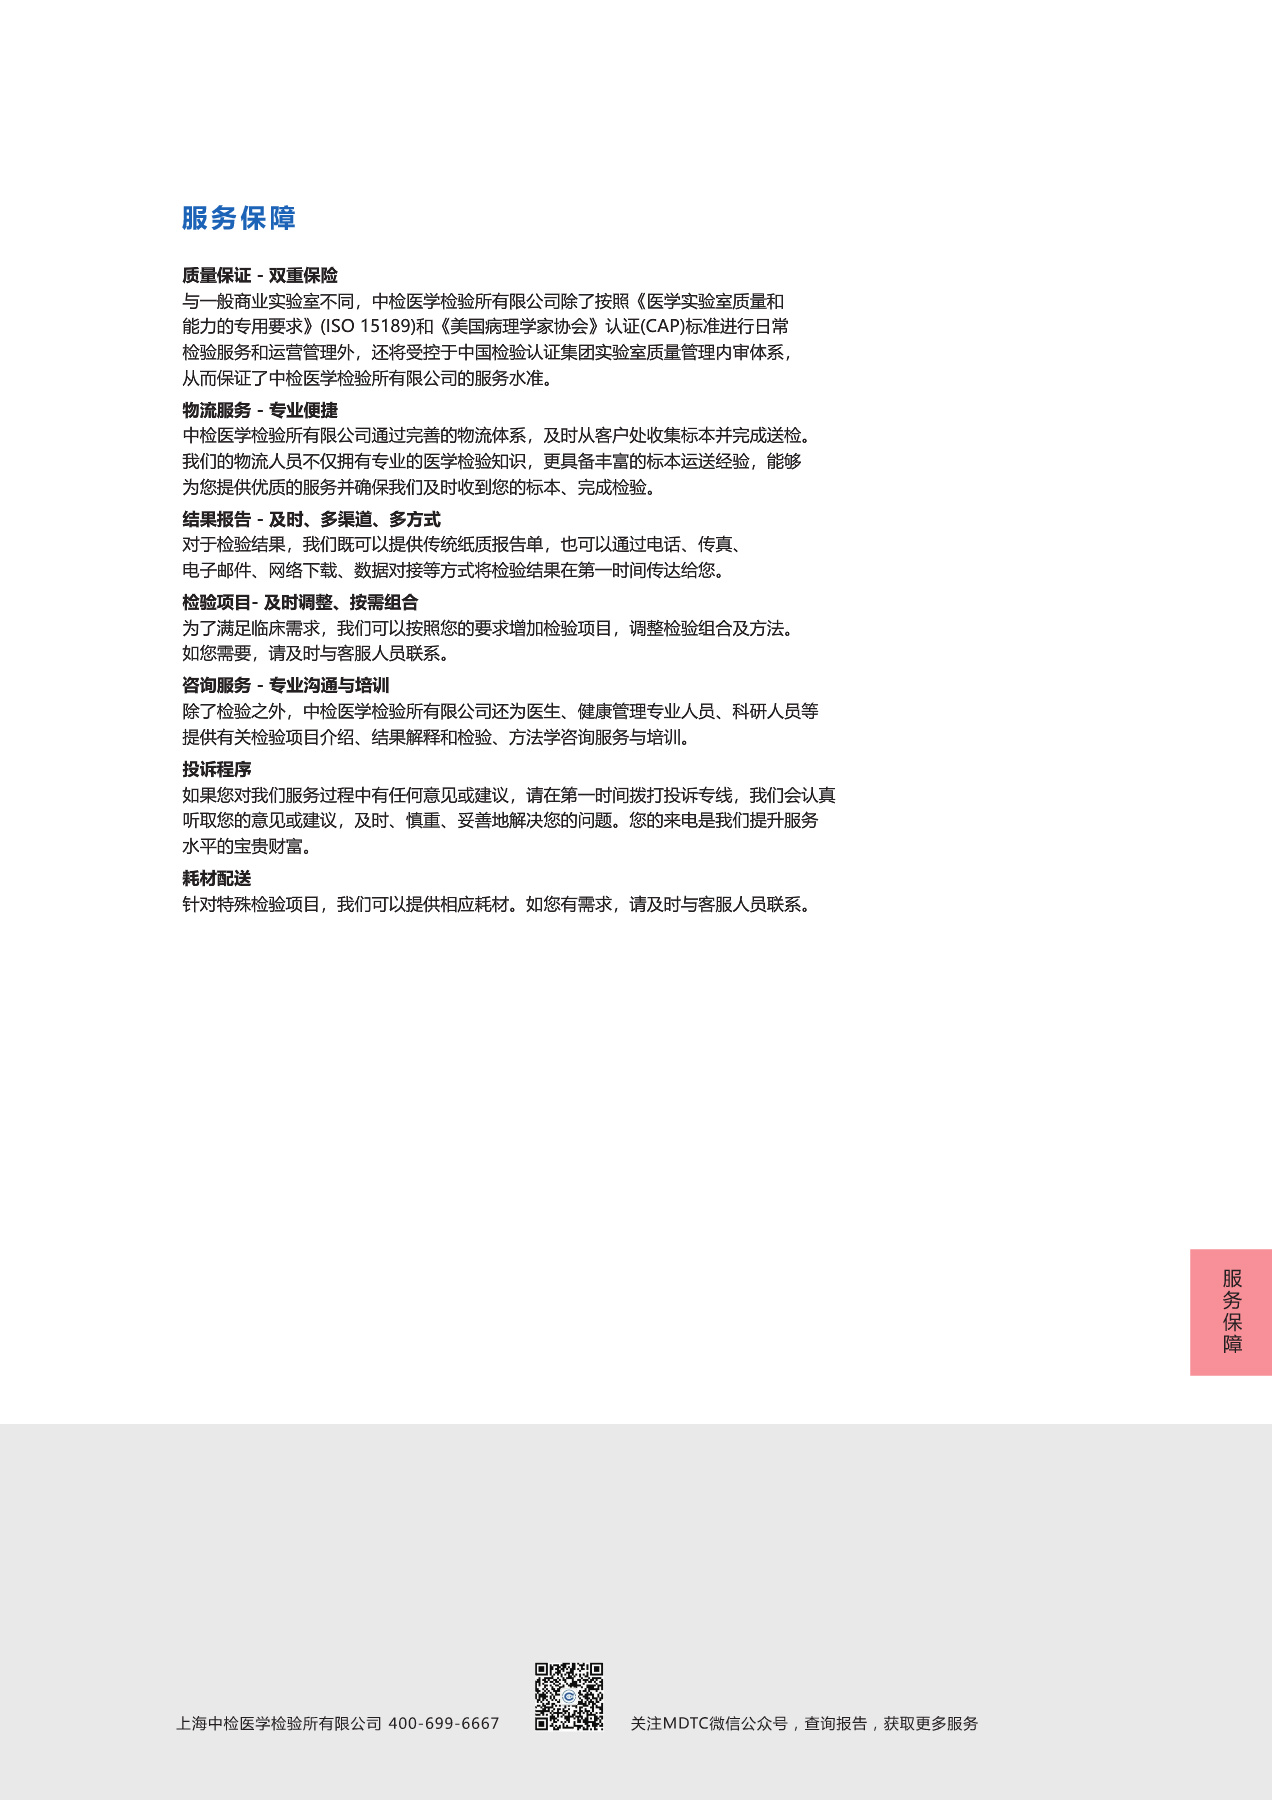 服务保障
质量保证 - 双重保险
与一般商业实验室不同，中检医学检验所有限公司除了按照《医学实验室质量和
能力的专用要求》(ISO 15189)和《美国病理学家协会》认证(CAP)标准进行日常
检验服务和运营管理外，还将受控于中国检验认证集团实验室质量管理内审体系，
从而保证了中检医学检验所有限公司的服务水准。
物流服务 - 专业便捷
中检医学检验所有限公司通过完善的物流体系，及时从客户处收集标本并完成送检。
我们的物流人员不仅拥有专业的医学检验知识，更具备丰富的标本运送经验，能够
为您提供优质的服务并确保我们及时收到您的标本、完成检验。
结果报告 - 及时、多渠道、多方式
对于检验结果，我们既可以提供传统纸质报告单，也可以通过电话、传真、
电子邮件、网络下载、数据对接等方式将检验结果在第一时间传达给您。
检验项目- 及时调整、按需组合
为了满足临床需求，我们可以按照您的要求增加检验项目，调整检验组合及方法。
如您需要，请及时与客服人员联系。
咨询服务 - 专业沟通与培训
除了检验之外，中检医学检验所有限公司还为医生、健康管理专业人员、科研人员等
提供有关检验项目介绍、结果解释和检验、方法学咨询服务与培训。
投诉程序
如果您对我们服务过程中有任何意见或建议，请在第一时间拨打投诉专线，我们会认真
听取您的意见或建议，及时、慎重、妥善地解决您的问题。您的来电是我们提升服务
水平的宝贵财富。
耗材配送
针对特殊检验项目，我们可以提供相应耗材。如您有需求，请及时与客服人员联系。
服
务
保
障
上海中检医学检验所有限公司 400-699-6667
关注MDTC微信公众号，查询报告，获取更多服务